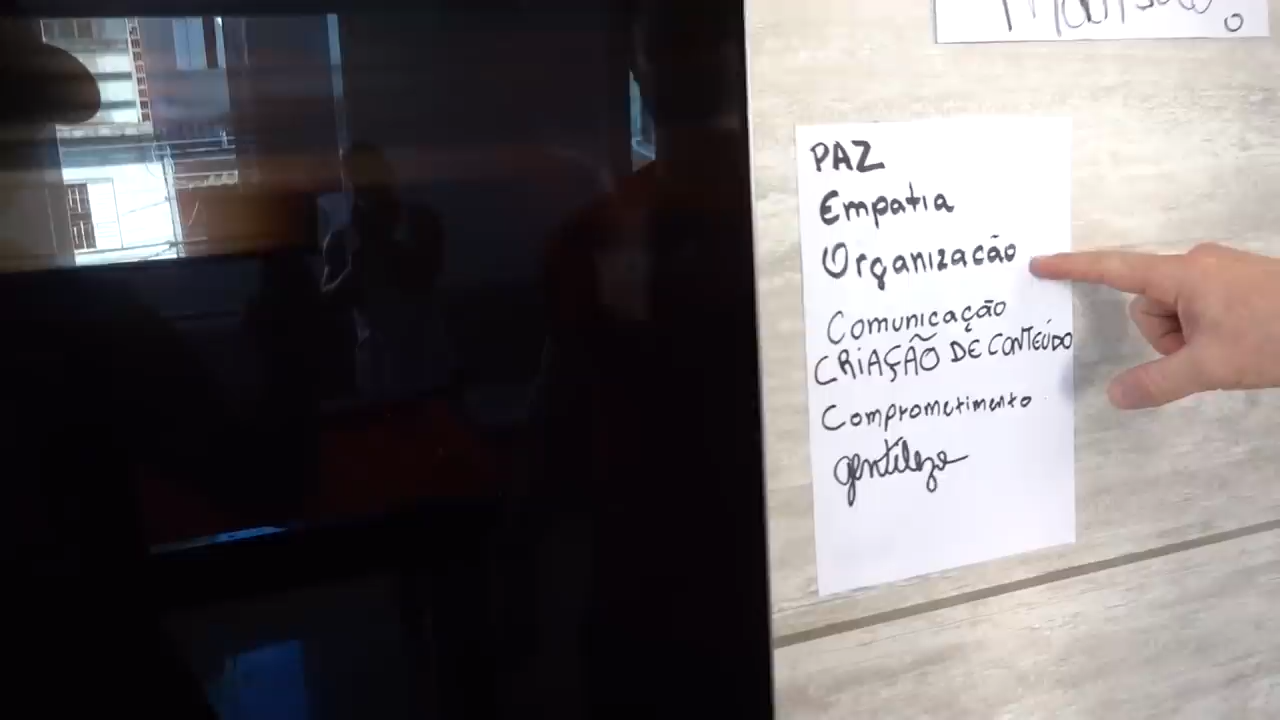 PAZ
Empatia
Organização
Comunicação
CRIAÇÃO DE CONTEÚDO
Comprometimento
gentileza